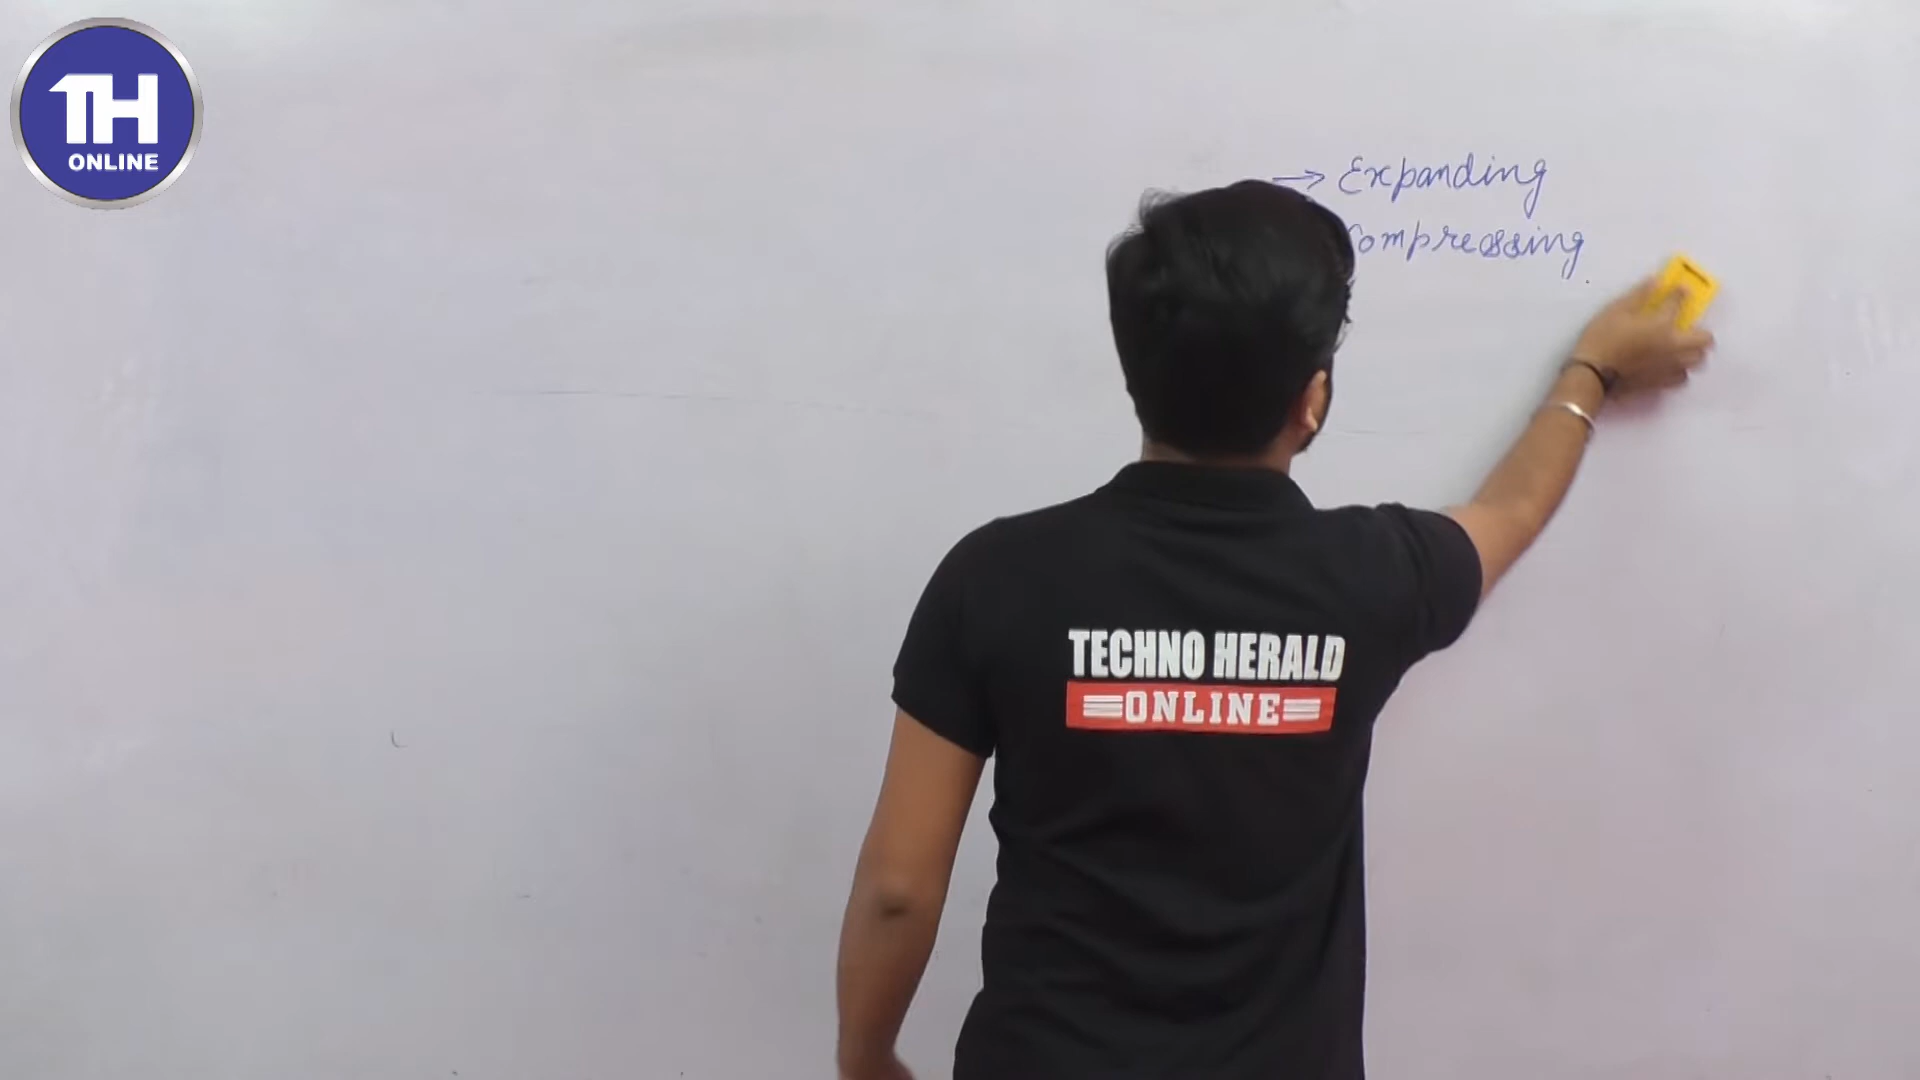 TH
ONLINE
→ Expanding
Compressing
TECHNO HERALD
ONLINE